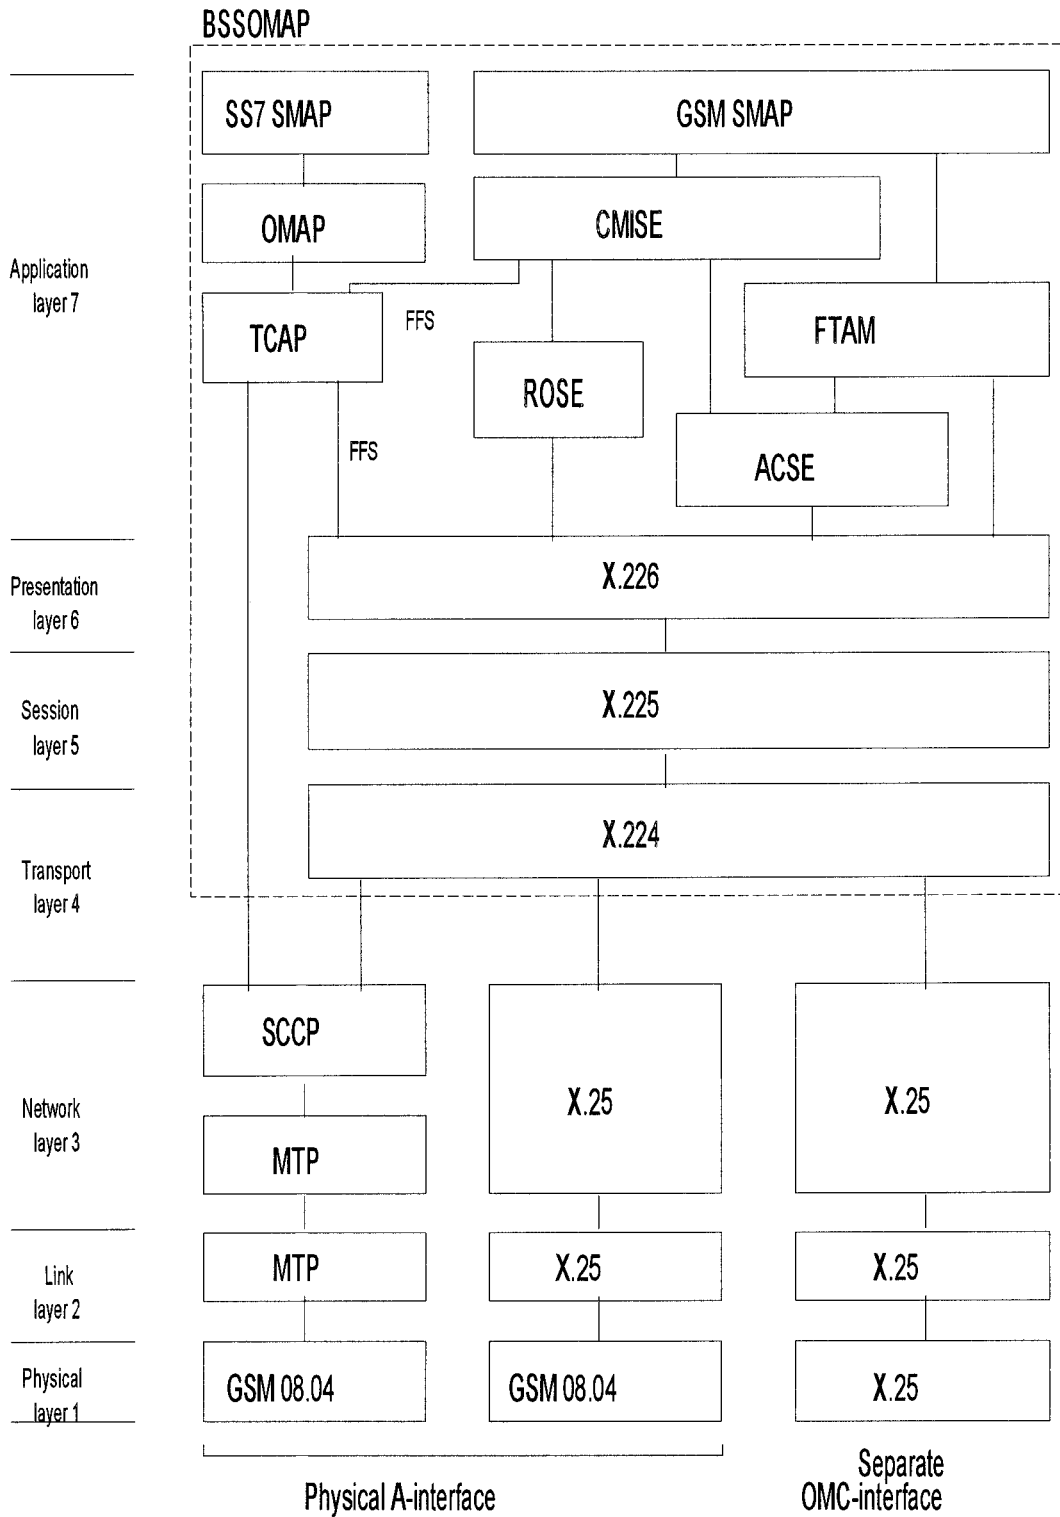 BSSOMAP
SS7 SMAP
GSM SMAP
OMAP
CMISE
Application
layer 7
TCAP
FFS
FTAM
ROSE
FFS
ACSE
Presentation
layer 6
X.226
Session
layer 5
X.225
Transport
layer 4
X.224
SCCP
Network
layer 3
X.25
X.25
MTP
Link
layer 2
MTP
X.25
X.25
Physical
layer 1
GSM 08.04
GSM 08.04
X.25
Physical A-interface
Separate
OMC-interface